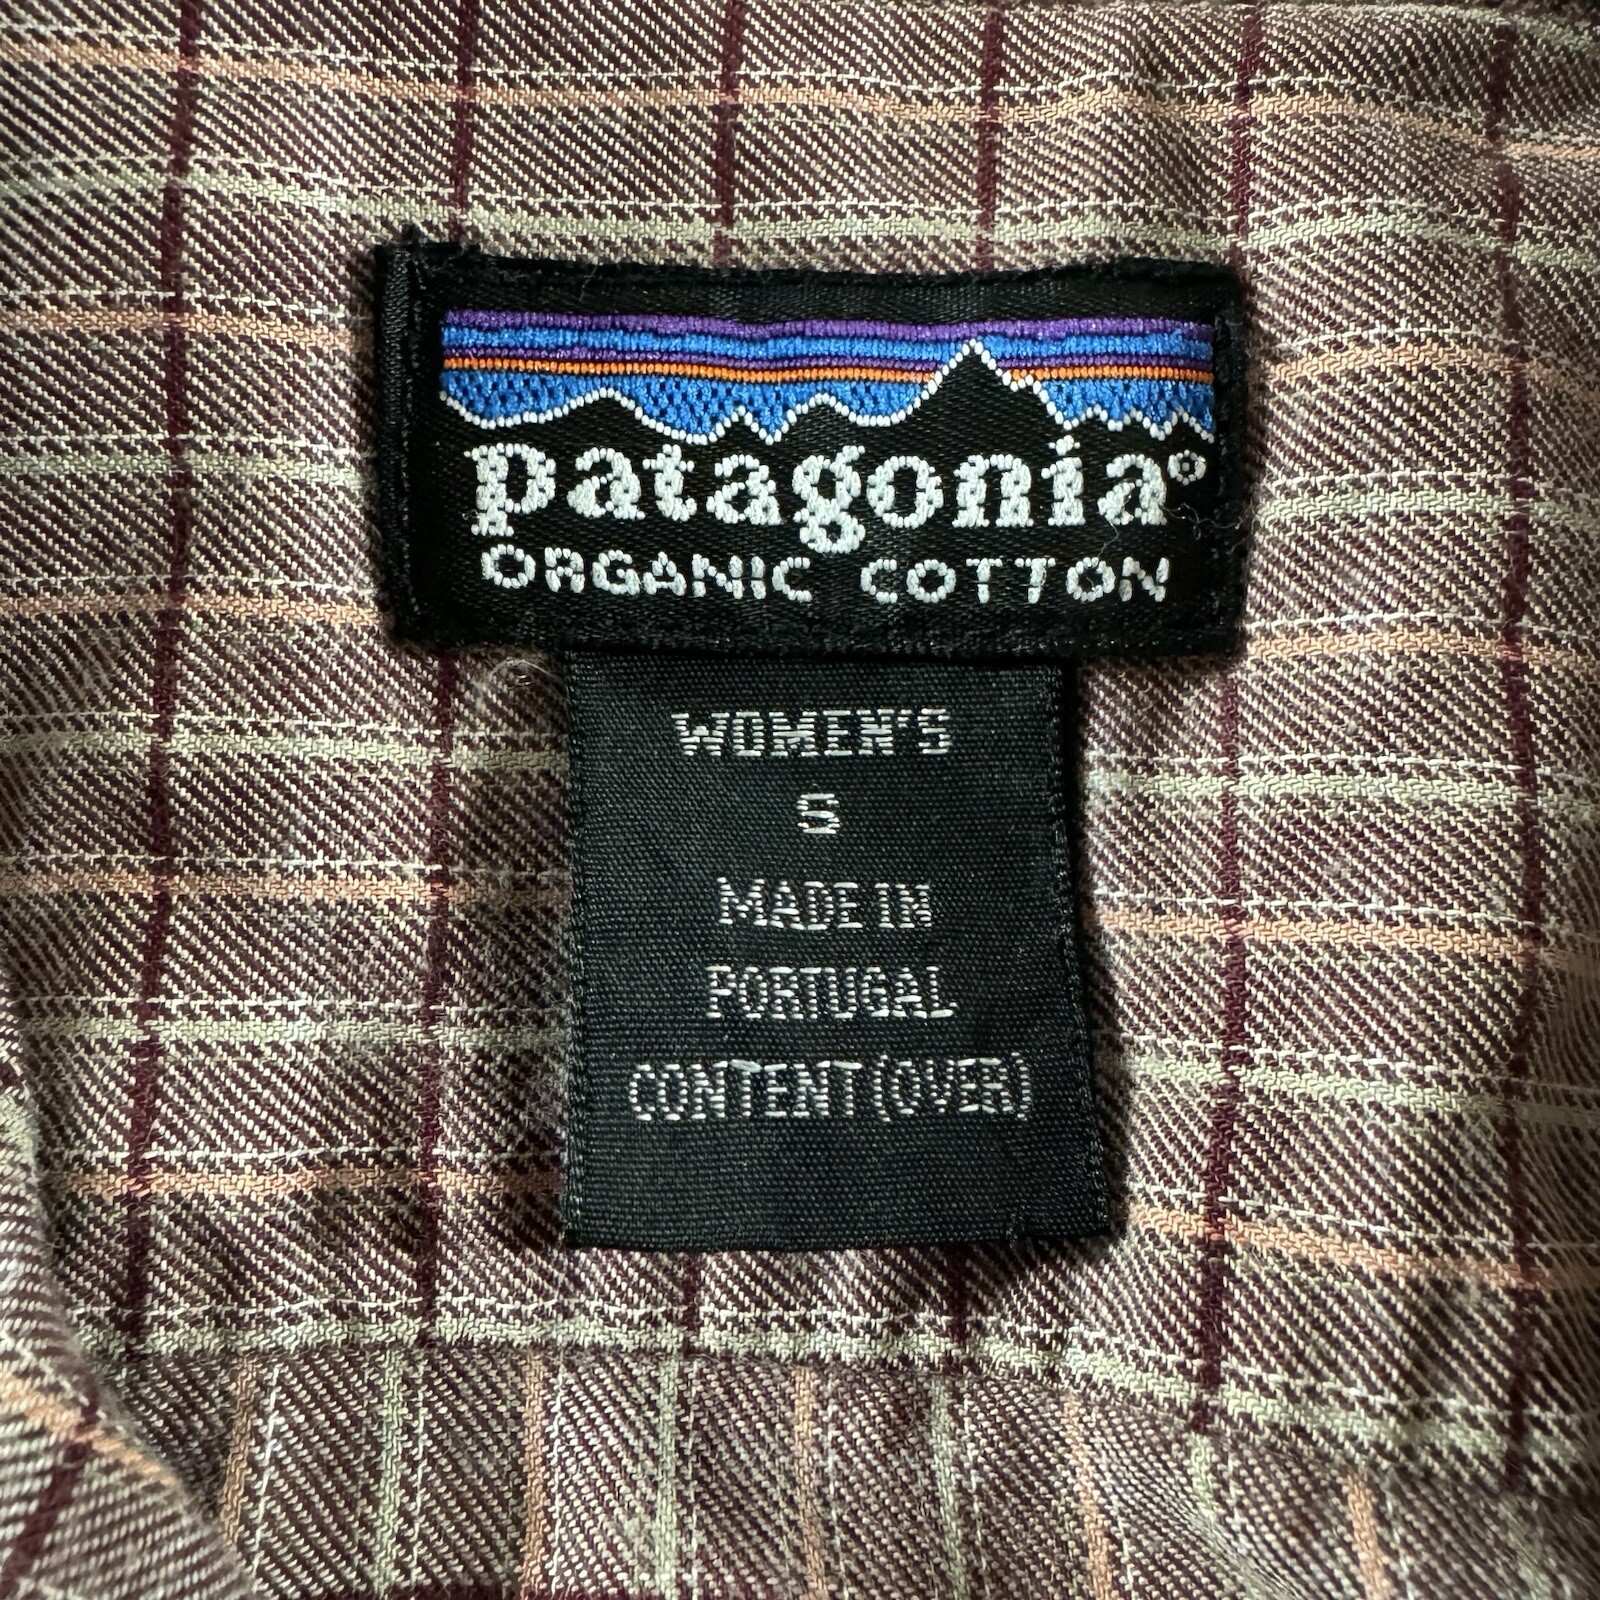 patagonia®
ORGANIC COTTON
WOMEN'S
S
MADE IN
PORTUGAL
CONTENT (OVER)